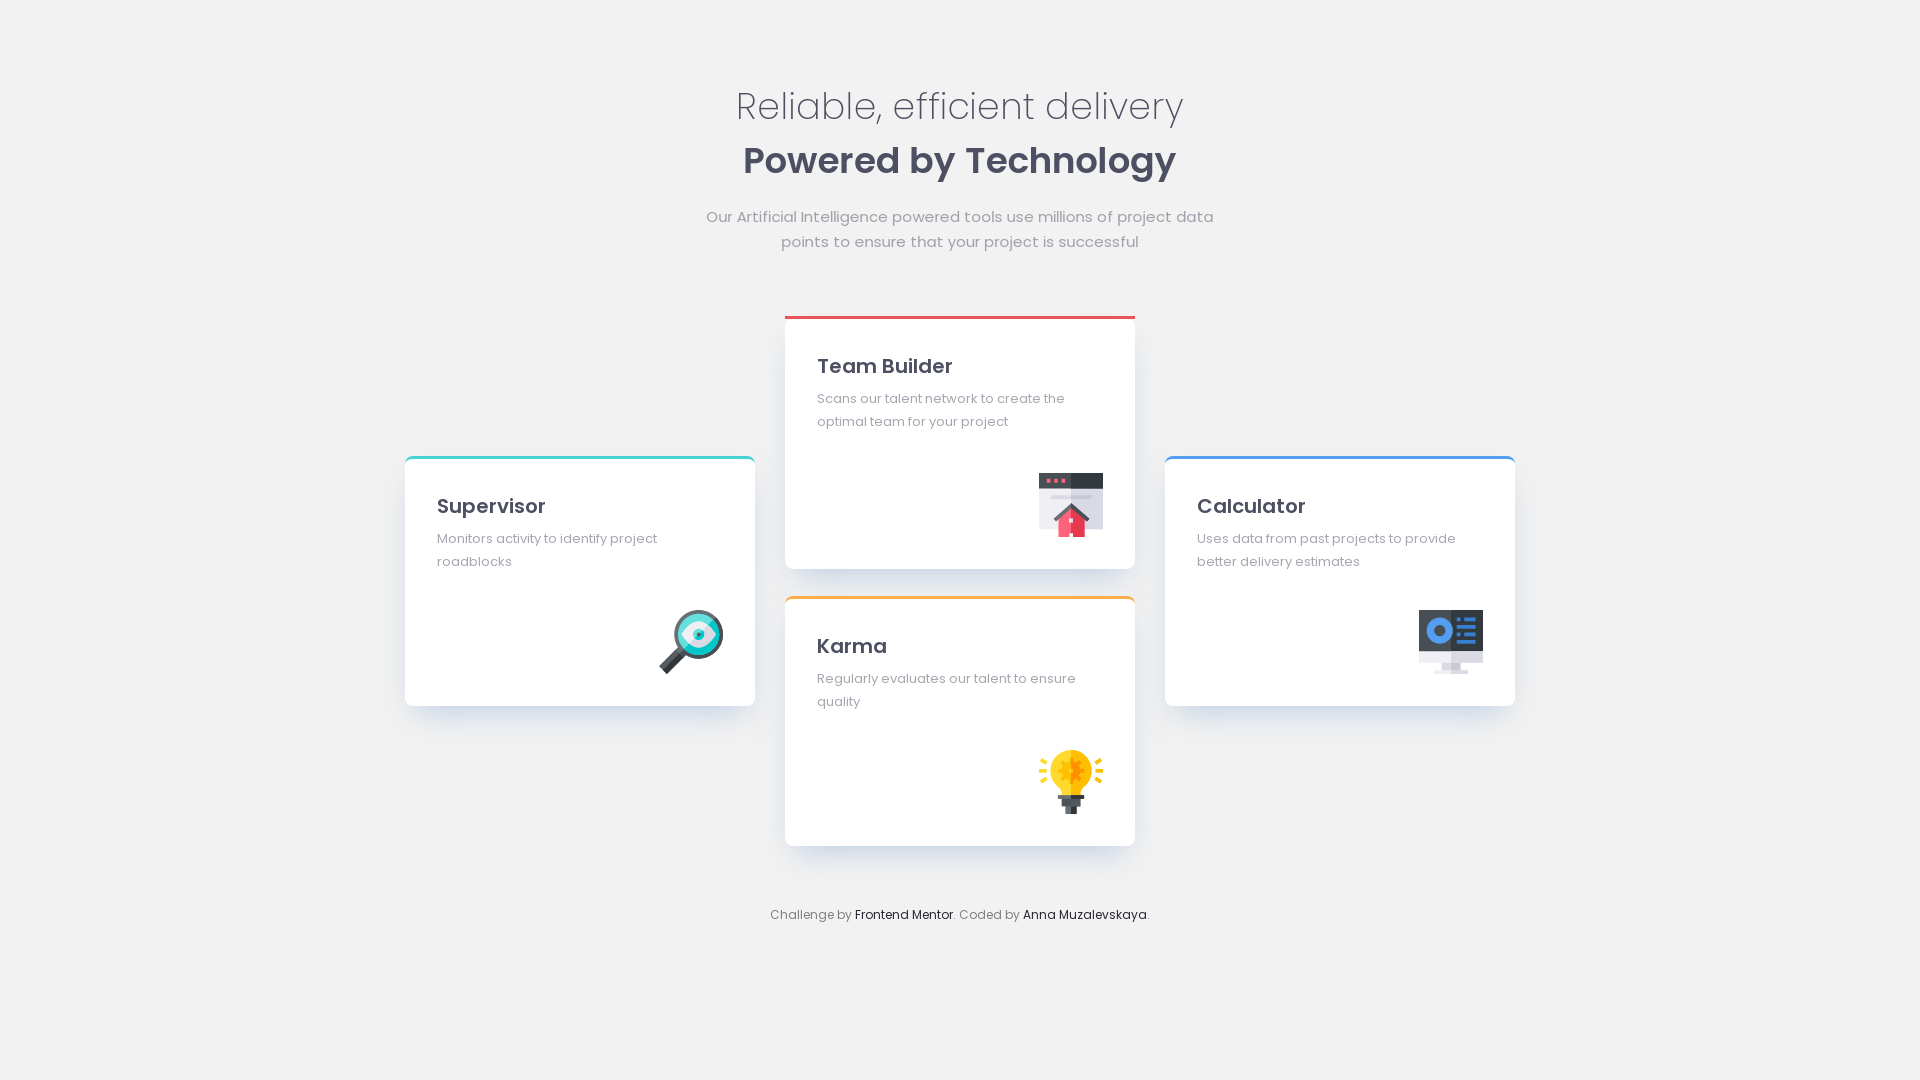 Reliable, efficient delivery
Powered by Technology
Our Artificial Intelligence powered tools use millions of project data
points to ensure that your project is successful
Team Builder
Scans our talent network to create the
optimal team for your project
Supervisor
Monitors activity to identify project
roadblocks
Calculator
Uses data from past projects to provide
better delivery estimates
Karma
Regularly evaluates our talent to ensure
quality
Challenge by Frontend Mentor. Coded by Anna Muzalevskaya.